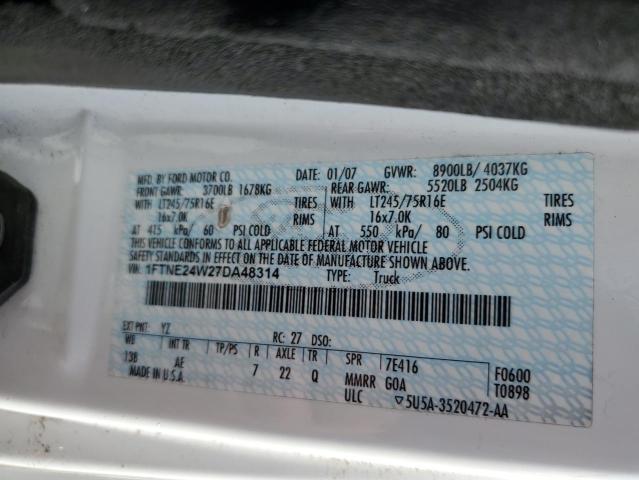 MFD. BY FORD MOTOR CO.
DATE: 01/07 GVWR: 8900LB/ 4037KG
FRONT GAWR: 3700LB 1678KG REAR GAWR: 5520LB 2504KG
WITH LT245/75R16E TIRES WITH LT245/75R16E TIRES
16x7.0K RIMS 16x7.0K RIMS
AT 415 kPa/ 60 PSI COLD AT 550 kPa/ 80 PSI COLD
THIS VEHICLE CONFORMS TO ALL APPLICABLE FEDERAL MOTOR VEHICLE
SAFETY STANDARDS IN EFFECT ON THE DATE OF MANUFACTURE SHOWN ABOVE.
VIN: 1FTNE24W27DA48314 TYPE: Truck
EXT PNT: YZ RC: 27 DSO:
WB INT TR TP/PS R AXLE TR SPR 7E416 F0600
138 AE 7 22 Q MMRR GOA T0898
MADE IN U.S.A. ULC ▽5U5A-3520472-AA